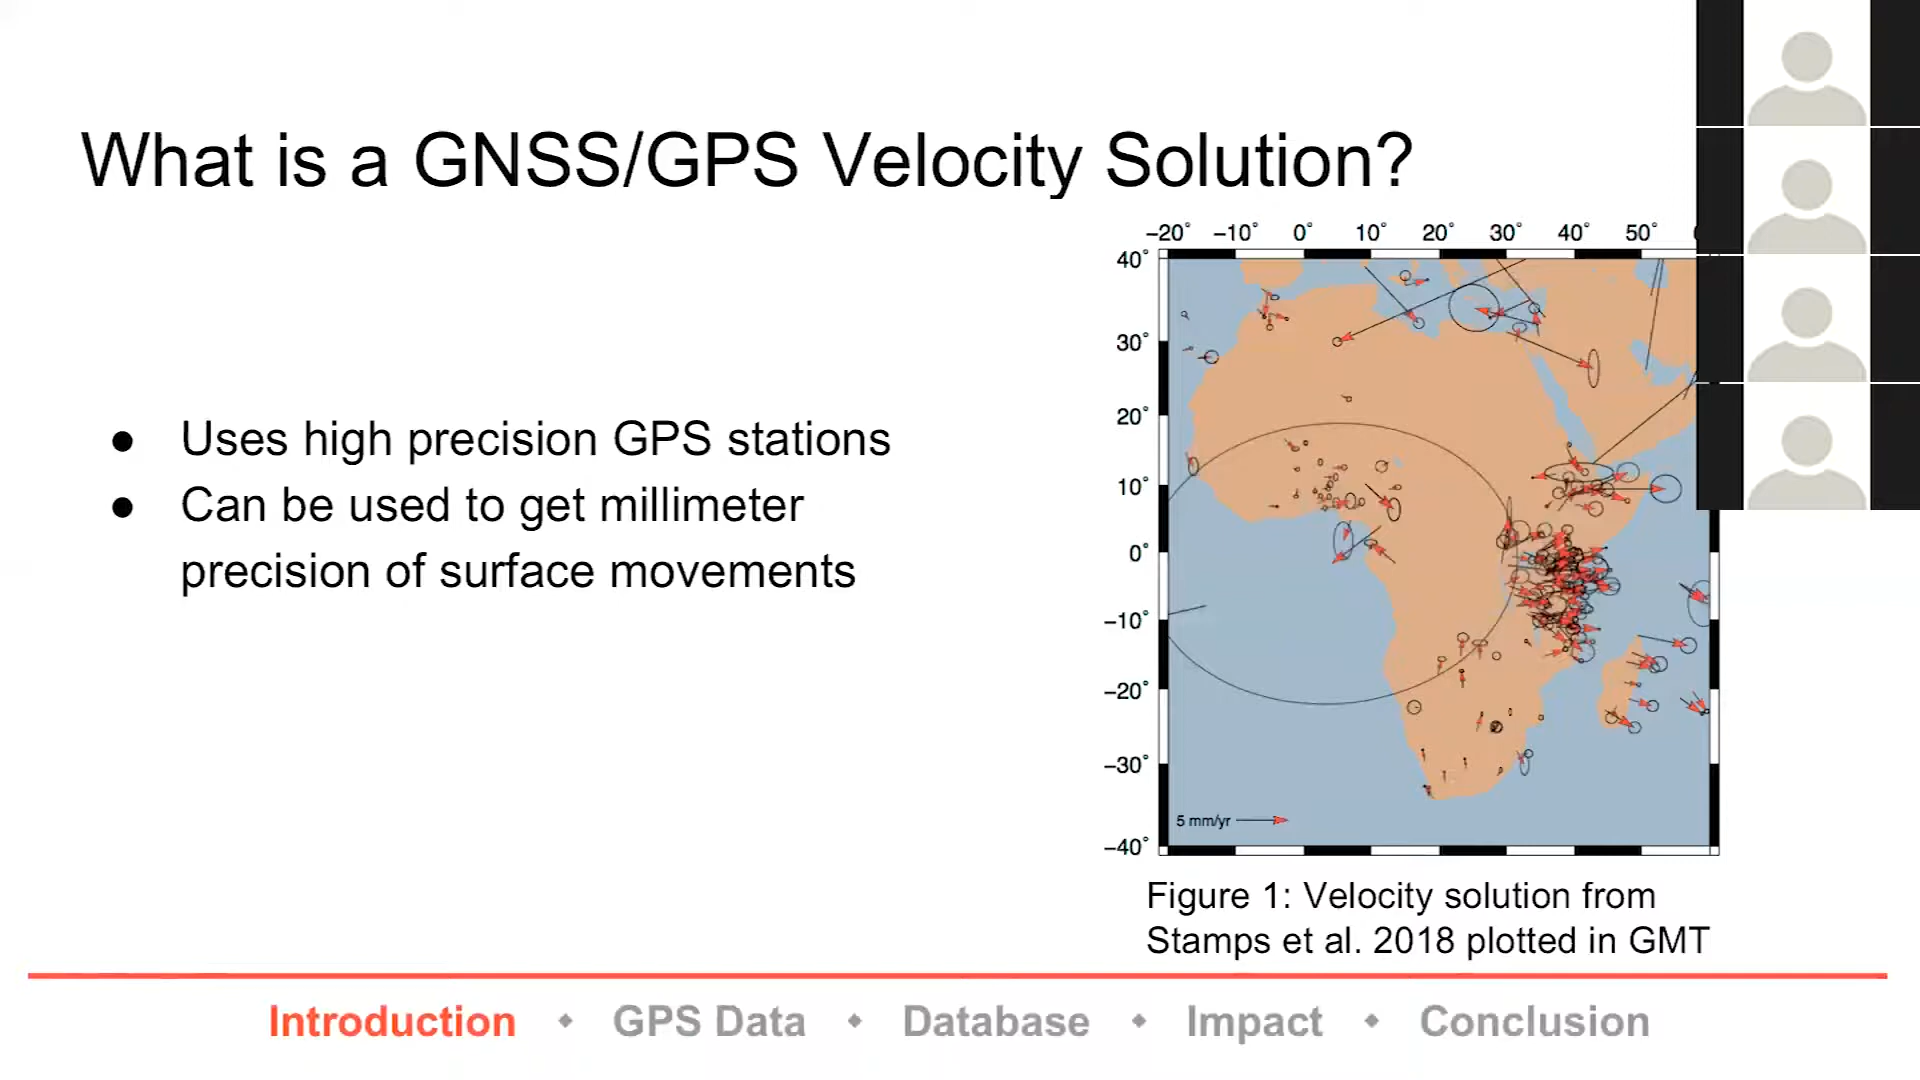 What is a GNSS/GPS Velocity Solution?
● Uses high precision GPS stations
● Can be used to get millimeter
precision of surface movements
−20° −10° 0° 10° 20° 30° 40° 50°
40°
30°
20°
10°
0°
−10°
−20°
−30°
−40°
5 mm/yr
Figure 1: Velocity solution from
Stamps et al. 2018 plotted in GMT
Introduction ◆ GPS Data ◆ Database ◆ Impact ◆ Conclusion